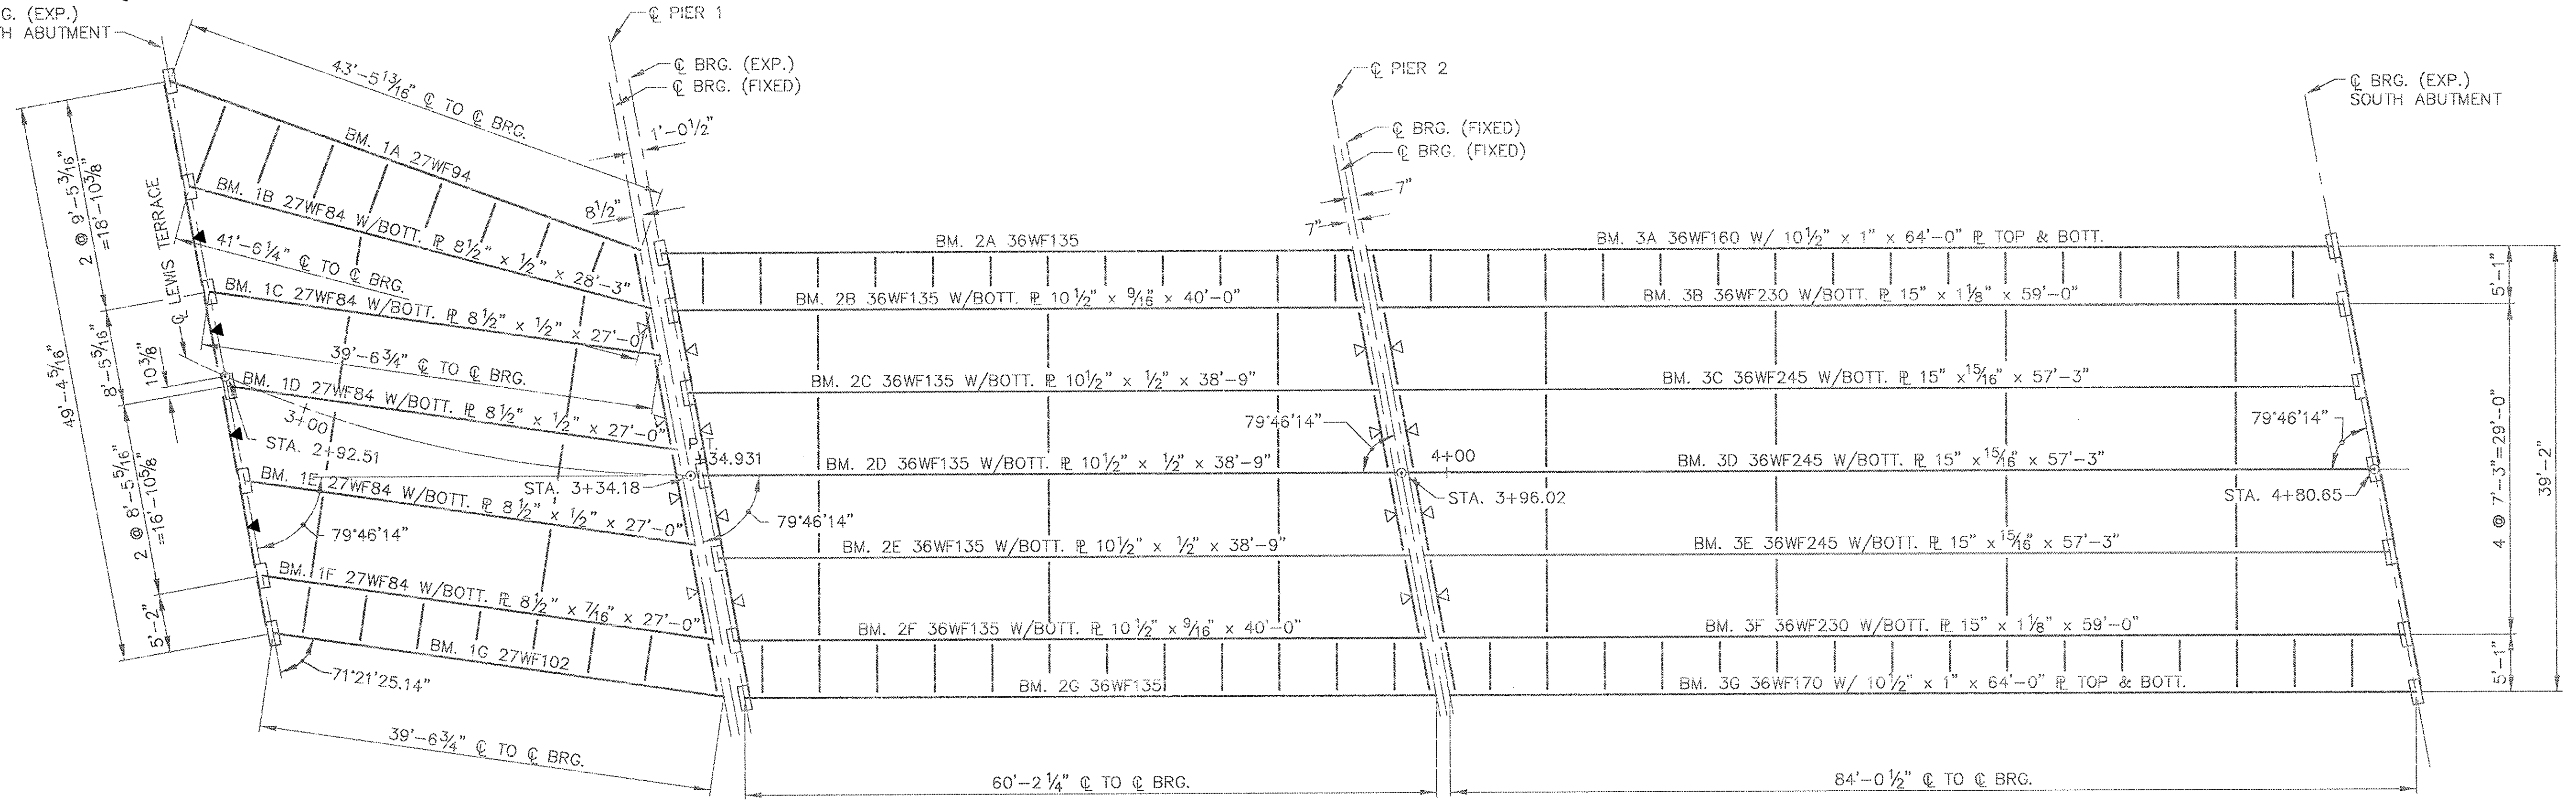 G. (EXP.)
H ABUTMENT
℄ PIER 1
℄ BRG. (EXP.)
℄ BRG. (FIXED)
℄ PIER 2
℄ BRG. (FIXED)
℄ BRG. (FIXED)
℄ BRG. (EXP.)
SOUTH ABUTMENT
43'-5 13/16" ℄ TO ℄ BRG.
1'-0 1/2"
8 1/2"
7"
7"
BM. 1A 27WF94
BM. 1B 27WF84 W/BOTT. ⅊ 8 1/2" x 1/2" x 28'-3"
41'-6 1/4" ℄ TO ℄ BRG.
BM. 1C 27WF84 W/BOTT. ⅊ 8 1/2" x 1/2" x 27'-0"
39'-6 3/4" ℄ TO ℄ BRG.
BM. 1D 27WF84 W/BOTT. ⅊ 8 1/2" x 1/2" x 27'-0"
3+00
STA. 2+92.51
BM. 1E 27WF84 W/BOTT. ⅊ 8 1/2" x 1/2" x 27'-0"
79°46'14"
BM. 1F 27WF84 W/BOTT. ⅊ 8 1/2" x 7/16" x 27'-0"
BM. 1G 27WF102
71°21'25.14"
39'-6 3/4" ℄ TO ℄ BRG.
49'-4 5/16"
2 @ 9'-5 3/16"
=18'-10 3/8"
℄ LEWIS TERRACE
8'-5 5/16"
10 3/8"
2 @ 8'-5 5/16"
=16'-10 5/8"
5'-2"
BM. 2A 36WF135
BM. 2B 36WF135 W/BOTT. ⅊ 10 1/2" x 9/16" x 40'-0"
BM. 2C 36WF135 W/BOTT. ⅊ 10 1/2" x 1/2" x 38'-9"
P.T.
+34.931
BM. 2D 36WF135 W/BOTT. ⅊ 10 1/2" x 1/2" x 38'-9"
STA. 3+34.18
79°46'14"
BM. 2E 36WF135 W/BOTT. ⅊ 10 1/2" x 1/2" x 38'-9"
BM. 2F 36WF135 W/BOTT. ⅊ 10 1/2" x 9/16" x 40'-0"
BM. 2G 36WF135
60'-2 1/4" ℄ TO ℄ BRG.
BM. 3A 36WF160 W/ 10 1/2" x 1" x 64'-0" ⅊ TOP & BOTT.
BM. 3B 36WF230 W/BOTT. ⅊ 15" x 1 1/8" x 59'-0"
BM. 3C 36WF245 W/BOTT. ⅊ 15" x 15/16" x 57'-3"
79°46'14"
79°46'14"
4+00
BM. 3D 36WF245 W/BOTT. ⅊ 15" x 15/16" x 57'-3"
STA. 3+96.02
STA. 4+80.65
BM. 3E 36WF245 W/BOTT. ⅊ 15" x 15/16" x 57'-3"
BM. 3F 36WF230 W/BOTT. ⅊ 15" x 1 1/8" x 59'-0"
BM. 3G 36WF170 W/ 10 1/2" x 1" x 64'-0" ⅊ TOP & BOTT.
84'-0 1/2" ℄ TO ℄ BRG.
5'-1"
4 @ 7'-3"=29'-0"
39'-2"
5'-1"